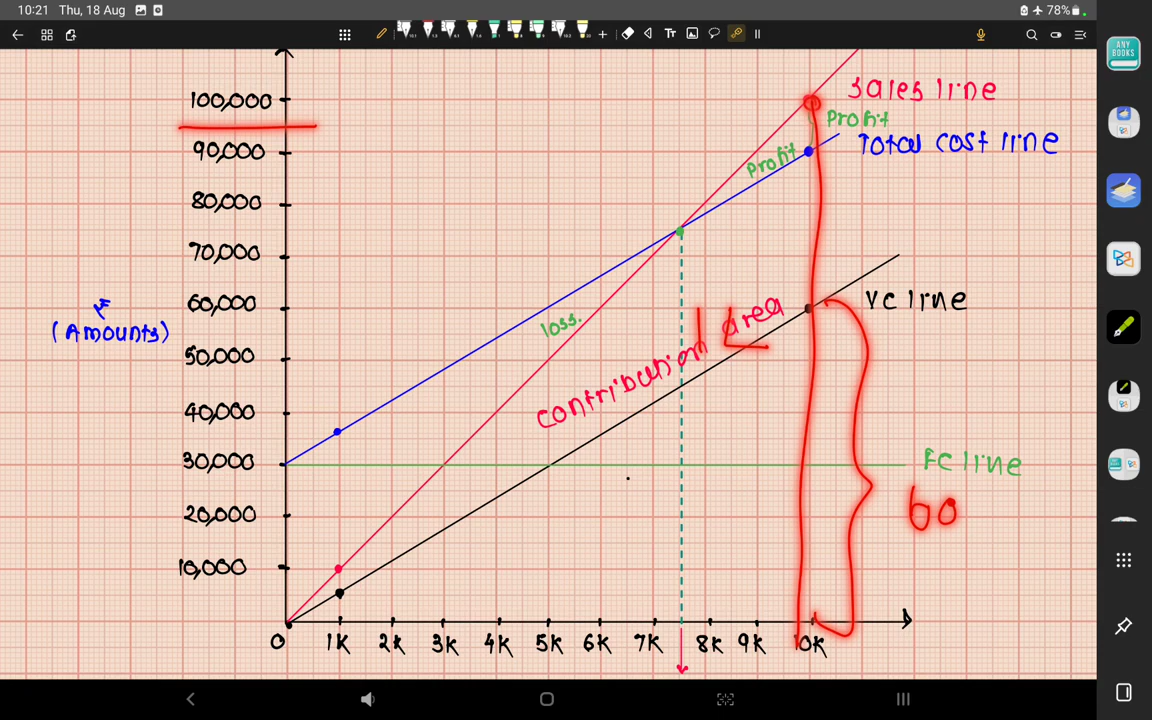 10:21 Thu, 18 Aug
78%
TT
ANY BOOKS
100,000
90,000
80,000
70,000
60,000
50,000
40,000
30,000
20,000
10,000
₹
(Amounts)
Sales line
Profit
Total cost line
Profit
VC line
loss.
contribution area
FC line
60
0 1K 2K 3K 4K 5K 6K 7K 8K 9K 10K